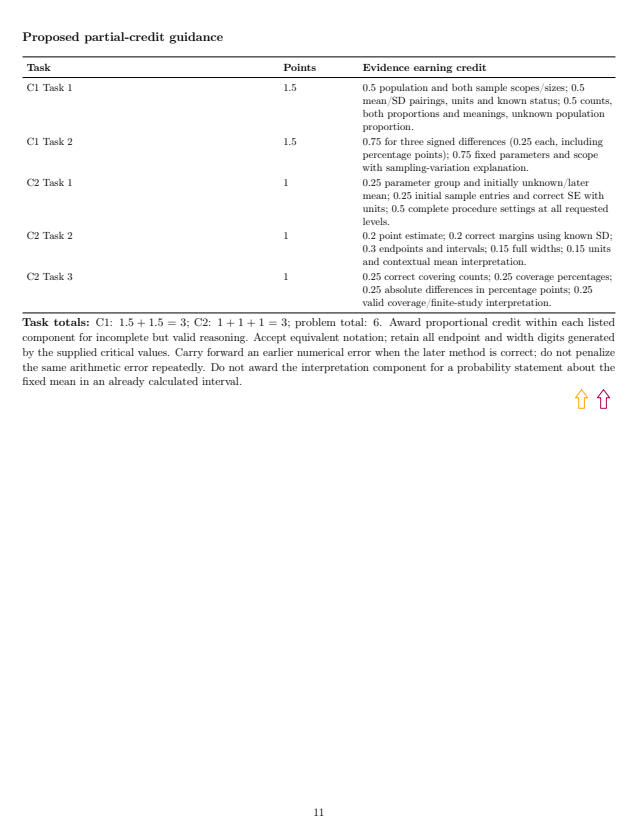 Proposed partial-credit guidance
Task Points Evidence earning credit
C1 Task 1 1.5 0.5 population and both sample scopes/sizes; 0.5
mean/SD pairings, units and known status; 0.5 counts,
both proportions and meanings, unknown population
proportion.
C1 Task 2 1.5 0.75 for three signed differences (0.25 each, including
percentage points); 0.75 fixed parameters and scope
with sampling-variation explanation.
C2 Task 1 1 0.25 parameter group and initially unknown/later
mean; 0.25 initial sample entries and correct SE with
units; 0.5 complete procedure settings at all requested
levels.
C2 Task 2 1 0.2 point estimate; 0.2 correct margins using known SD;
0.3 endpoints and intervals; 0.15 full widths; 0.15 units
and contextual mean interpretation.
C2 Task 3 1 0.25 correct covering counts; 0.25 coverage percentages;
0.25 absolute differences in percentage points; 0.25
valid coverage/finite-study interpretation.
Task totals: C1: 1.5 + 1.5 = 3; C2: 1 + 1 + 1 = 3; problem total: 6. Award proportional credit within each listed
component for incomplete but valid reasoning. Accept equivalent notation; retain all endpoint and width digits generated
by the supplied critical values. Carry forward an earlier numerical error when the later method is correct; do not penalize
the same arithmetic error repeatedly. Do not award the interpretation component for a probability statement about the
fixed mean in an already calculated interval.
11